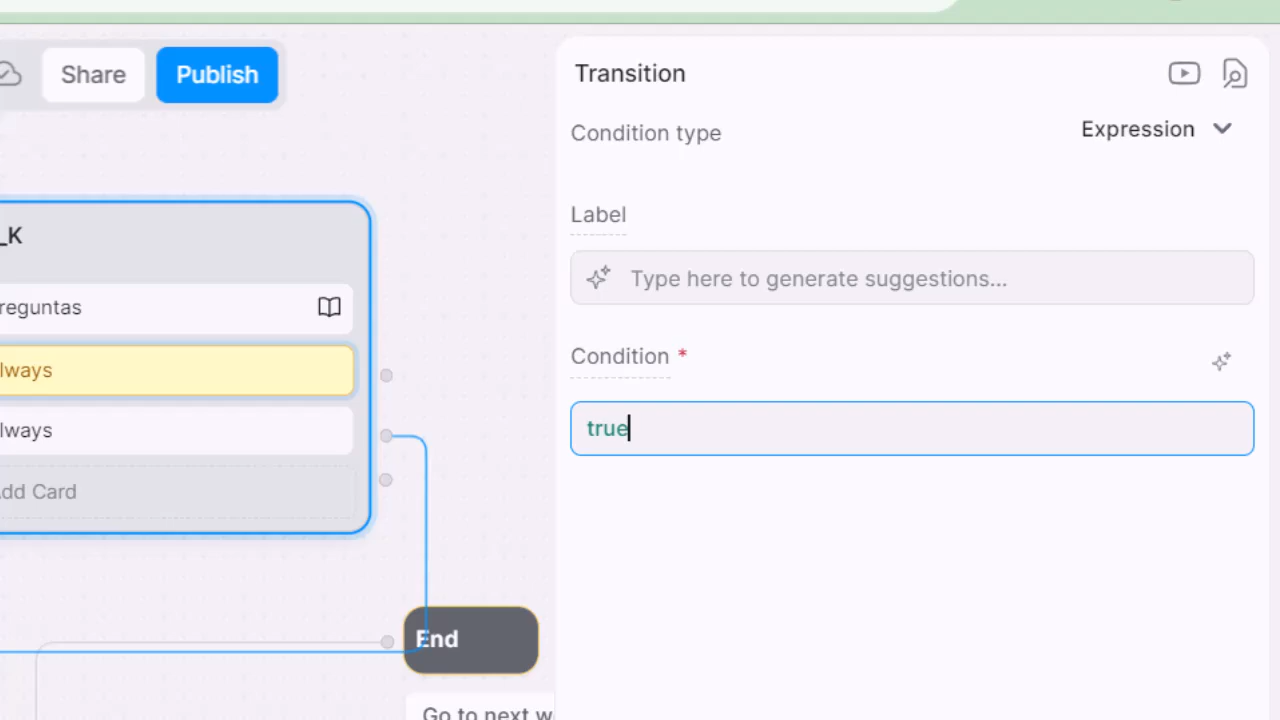 Share
Publish
_K
reguntas
lways
lways
dd Card
End
Go to next w
Transition
Condition type
Expression
Label
Type here to generate suggestions...
Condition *
true